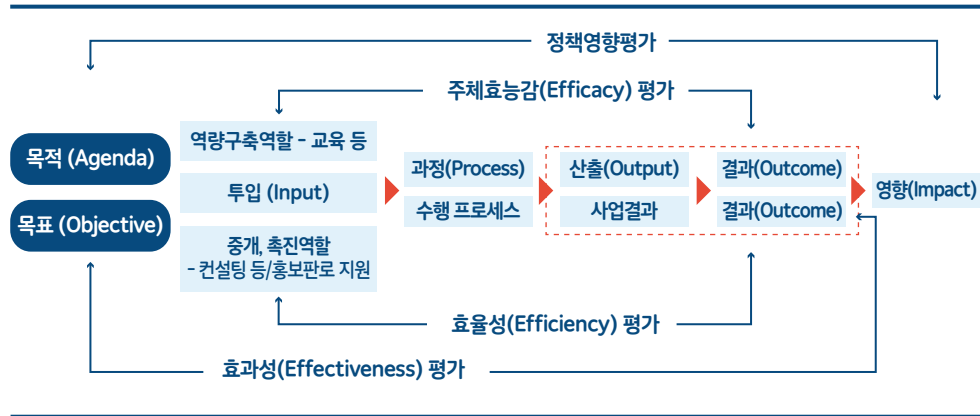 정책영향평가
주체효능감(Efficacy) 평가
목적 (Agenda)
목표 (Objective)
역량구축역할 - 교육 등
투입 (Input)
중개, 촉진역할
- 컨설팅 등/홍보판로 지원
과정(Process)
수행 프로세스
산출(Output)
사업결과
결과(Outcome)
결과(Outcome)
영향(Impact)
효율성(Efficiency) 평가
효과성(Effectiveness) 평가